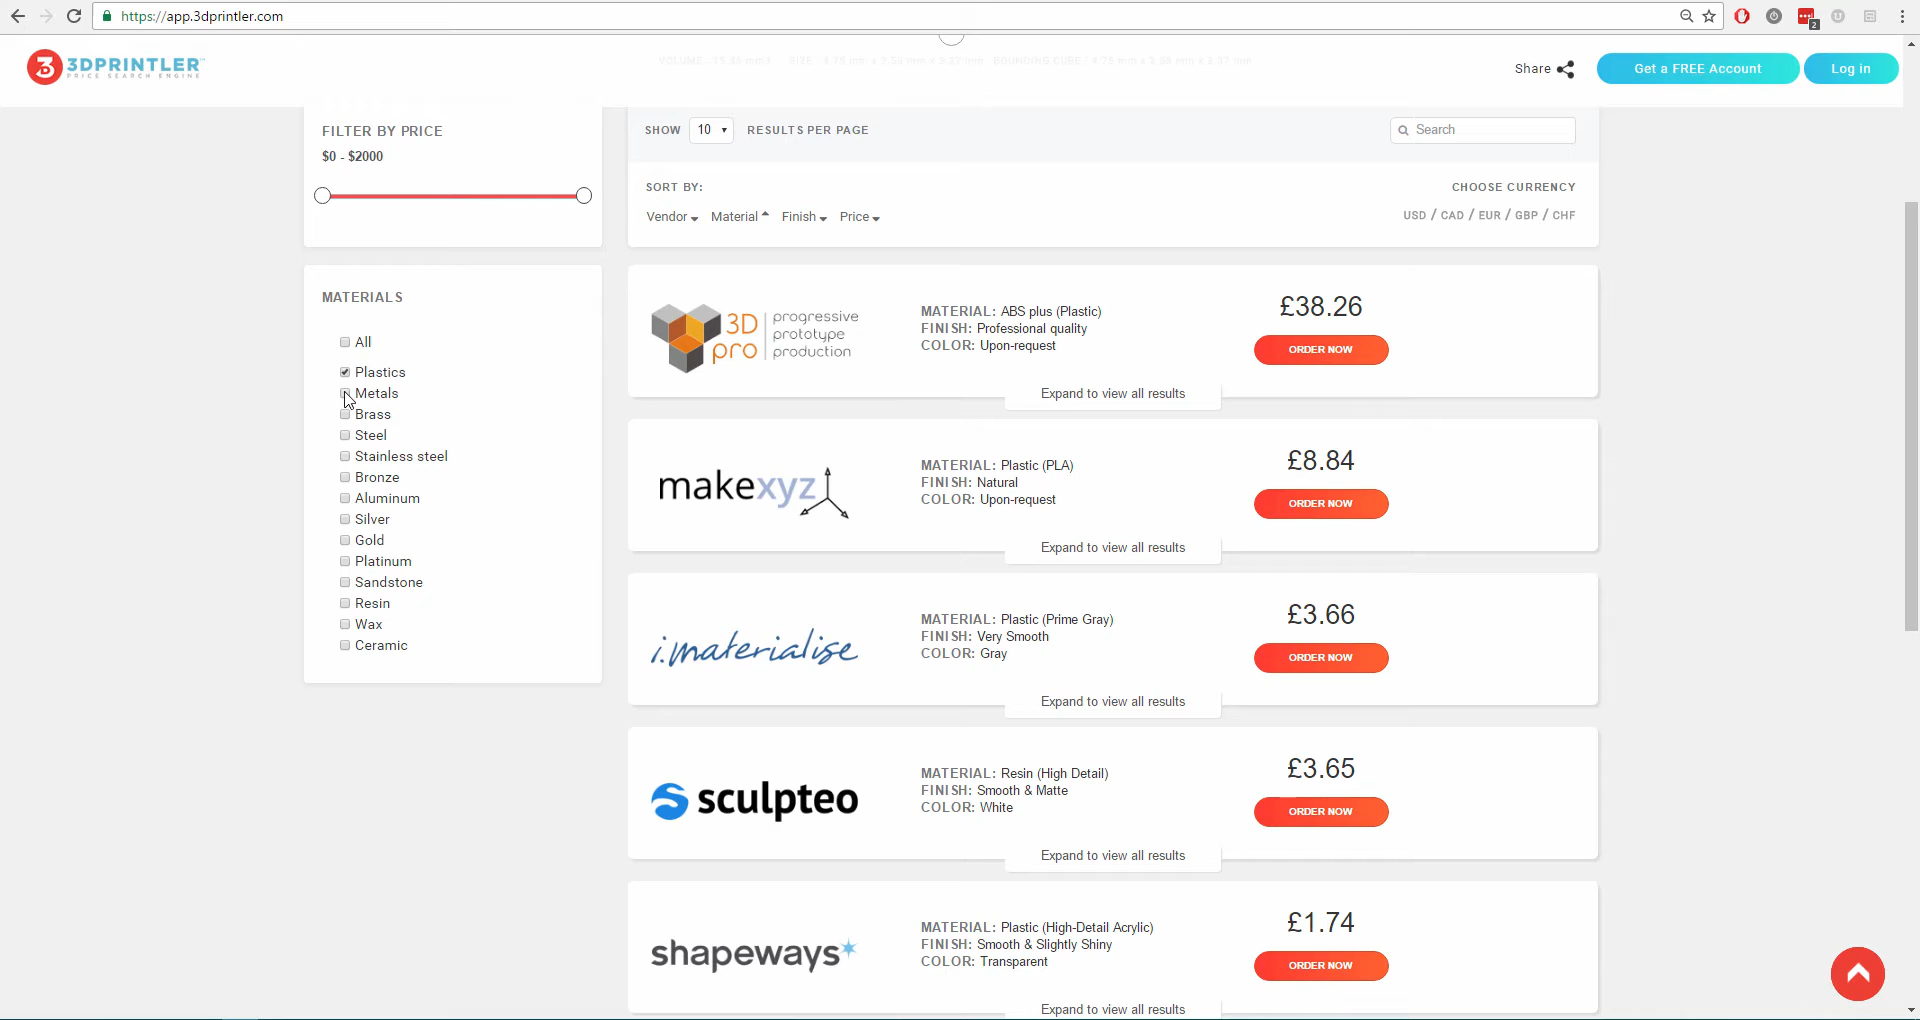 https://app.3dprintler.com
2
3DPRINTLER
PRICE SEARCH ENGINE
Share
Get a FREE Account
Log in
FILTER BY PRICE
$0 - $2000
SHOW 10 RESULTS PER PAGE
Search
SORT BY:
CHOOSE CURRENCY
Vendor Material Finish Price
USD / CAD / EUR / GBP / CHF
MATERIALS
All
Plastics
Metals
Brass
Steel
Stainless steel
Bronze
Aluminum
Silver
Gold
Platinum
Sandstone
Resin
Wax
Ceramic
3D pro
progressive
prototype
production
MATERIAL: ABS plus (Plastic)
FINISH: Professional quality
COLOR: Upon-request
£38.26
ORDER NOW
Expand to view all results
makexyz
MATERIAL: Plastic (PLA)
FINISH: Natural
COLOR: Upon-request
£8.84
ORDER NOW
Expand to view all results
i.materialise
MATERIAL: Plastic (Prime Gray)
FINISH: Very Smooth
COLOR: Gray
£3.66
ORDER NOW
Expand to view all results
sculpteo
MATERIAL: Resin (High Detail)
FINISH: Smooth & Matte
COLOR: White
£3.65
ORDER NOW
Expand to view all results
shapeways
MATERIAL: Plastic (High-Detail Acrylic)
FINISH: Smooth & Slightly Shiny
COLOR: Transparent
£1.74
ORDER NOW
Expand to view all results